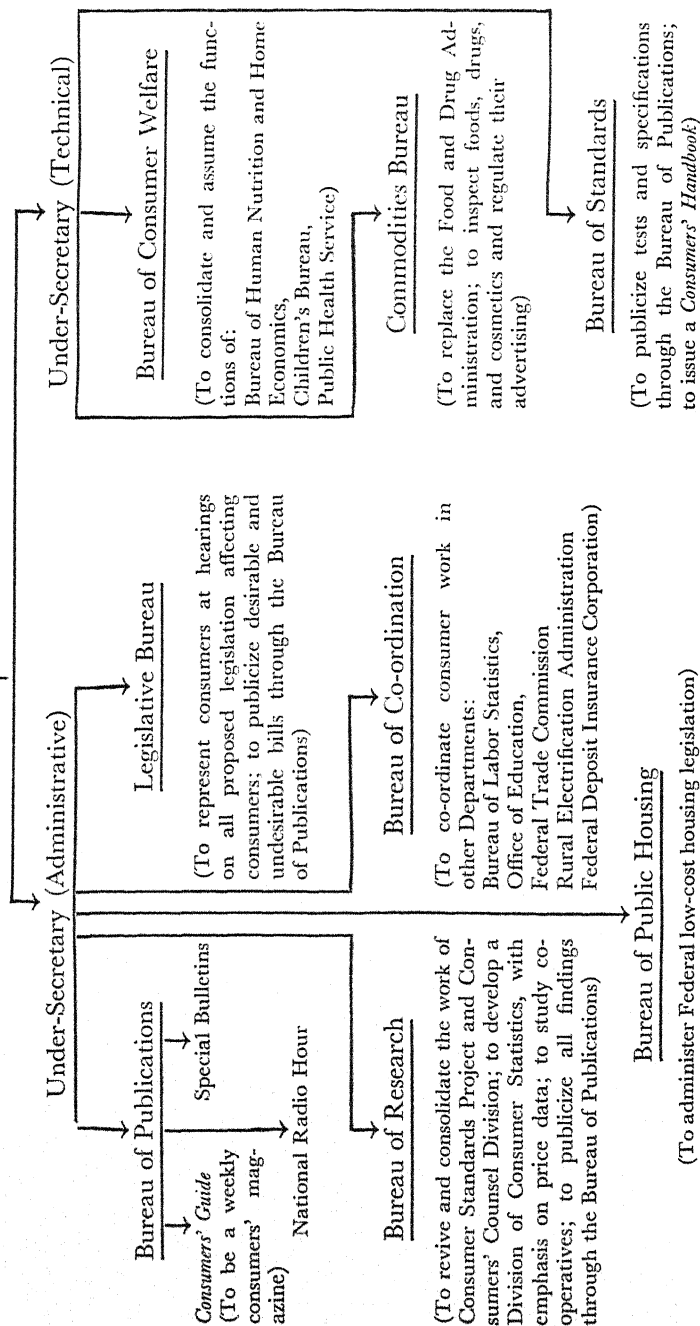 Under-Secretary (Administrative)
Bureau of Publications
Consumers' Guide
(To be a weekly
consumers' mag-
azine)
Special Bulletins
National Radio Hour
Legislative Bureau
(To represent consumers at hearings
on all proposed legislation affecting
consumers; to publicize desirable and
undesirable bills through the Bureau
of Publications)
Bureau of Research
(To revive and consolidate the work of
Consumer Standards Project and Con-
sumers' Counsel Division; to develop a
Division of Consumer Statistics, with
emphasis on price data; to study co-
operatives; to publicize all findings
through the Bureau of Publications)
Bureau of Co-ordination
(To co-ordinate consumer work in
other Departments:
Bureau of Labor Statistics,
Office of Education,
Federal Trade Commission
Rural Electrification Administration
Federal Deposit Insurance Corporation)
Bureau of Public Housing
(To administer Federal low-cost housing legislation)
Under-Secretary (Technical)
Bureau of Consumer Welfare
(To consolidate and assume the func-
tions of:
Bureau of Human Nutrition and Home
Economics,
Children's Bureau,
Public Health Service)
Commodities Bureau
(To replace the Food and Drug Ad-
ministration; to inspect foods, drugs,
and cosmetics and regulate their
advertising)
Bureau of Standards
(To publicize tests and specifications
through the Bureau of Publications;
to issue a Consumers' Handbook)